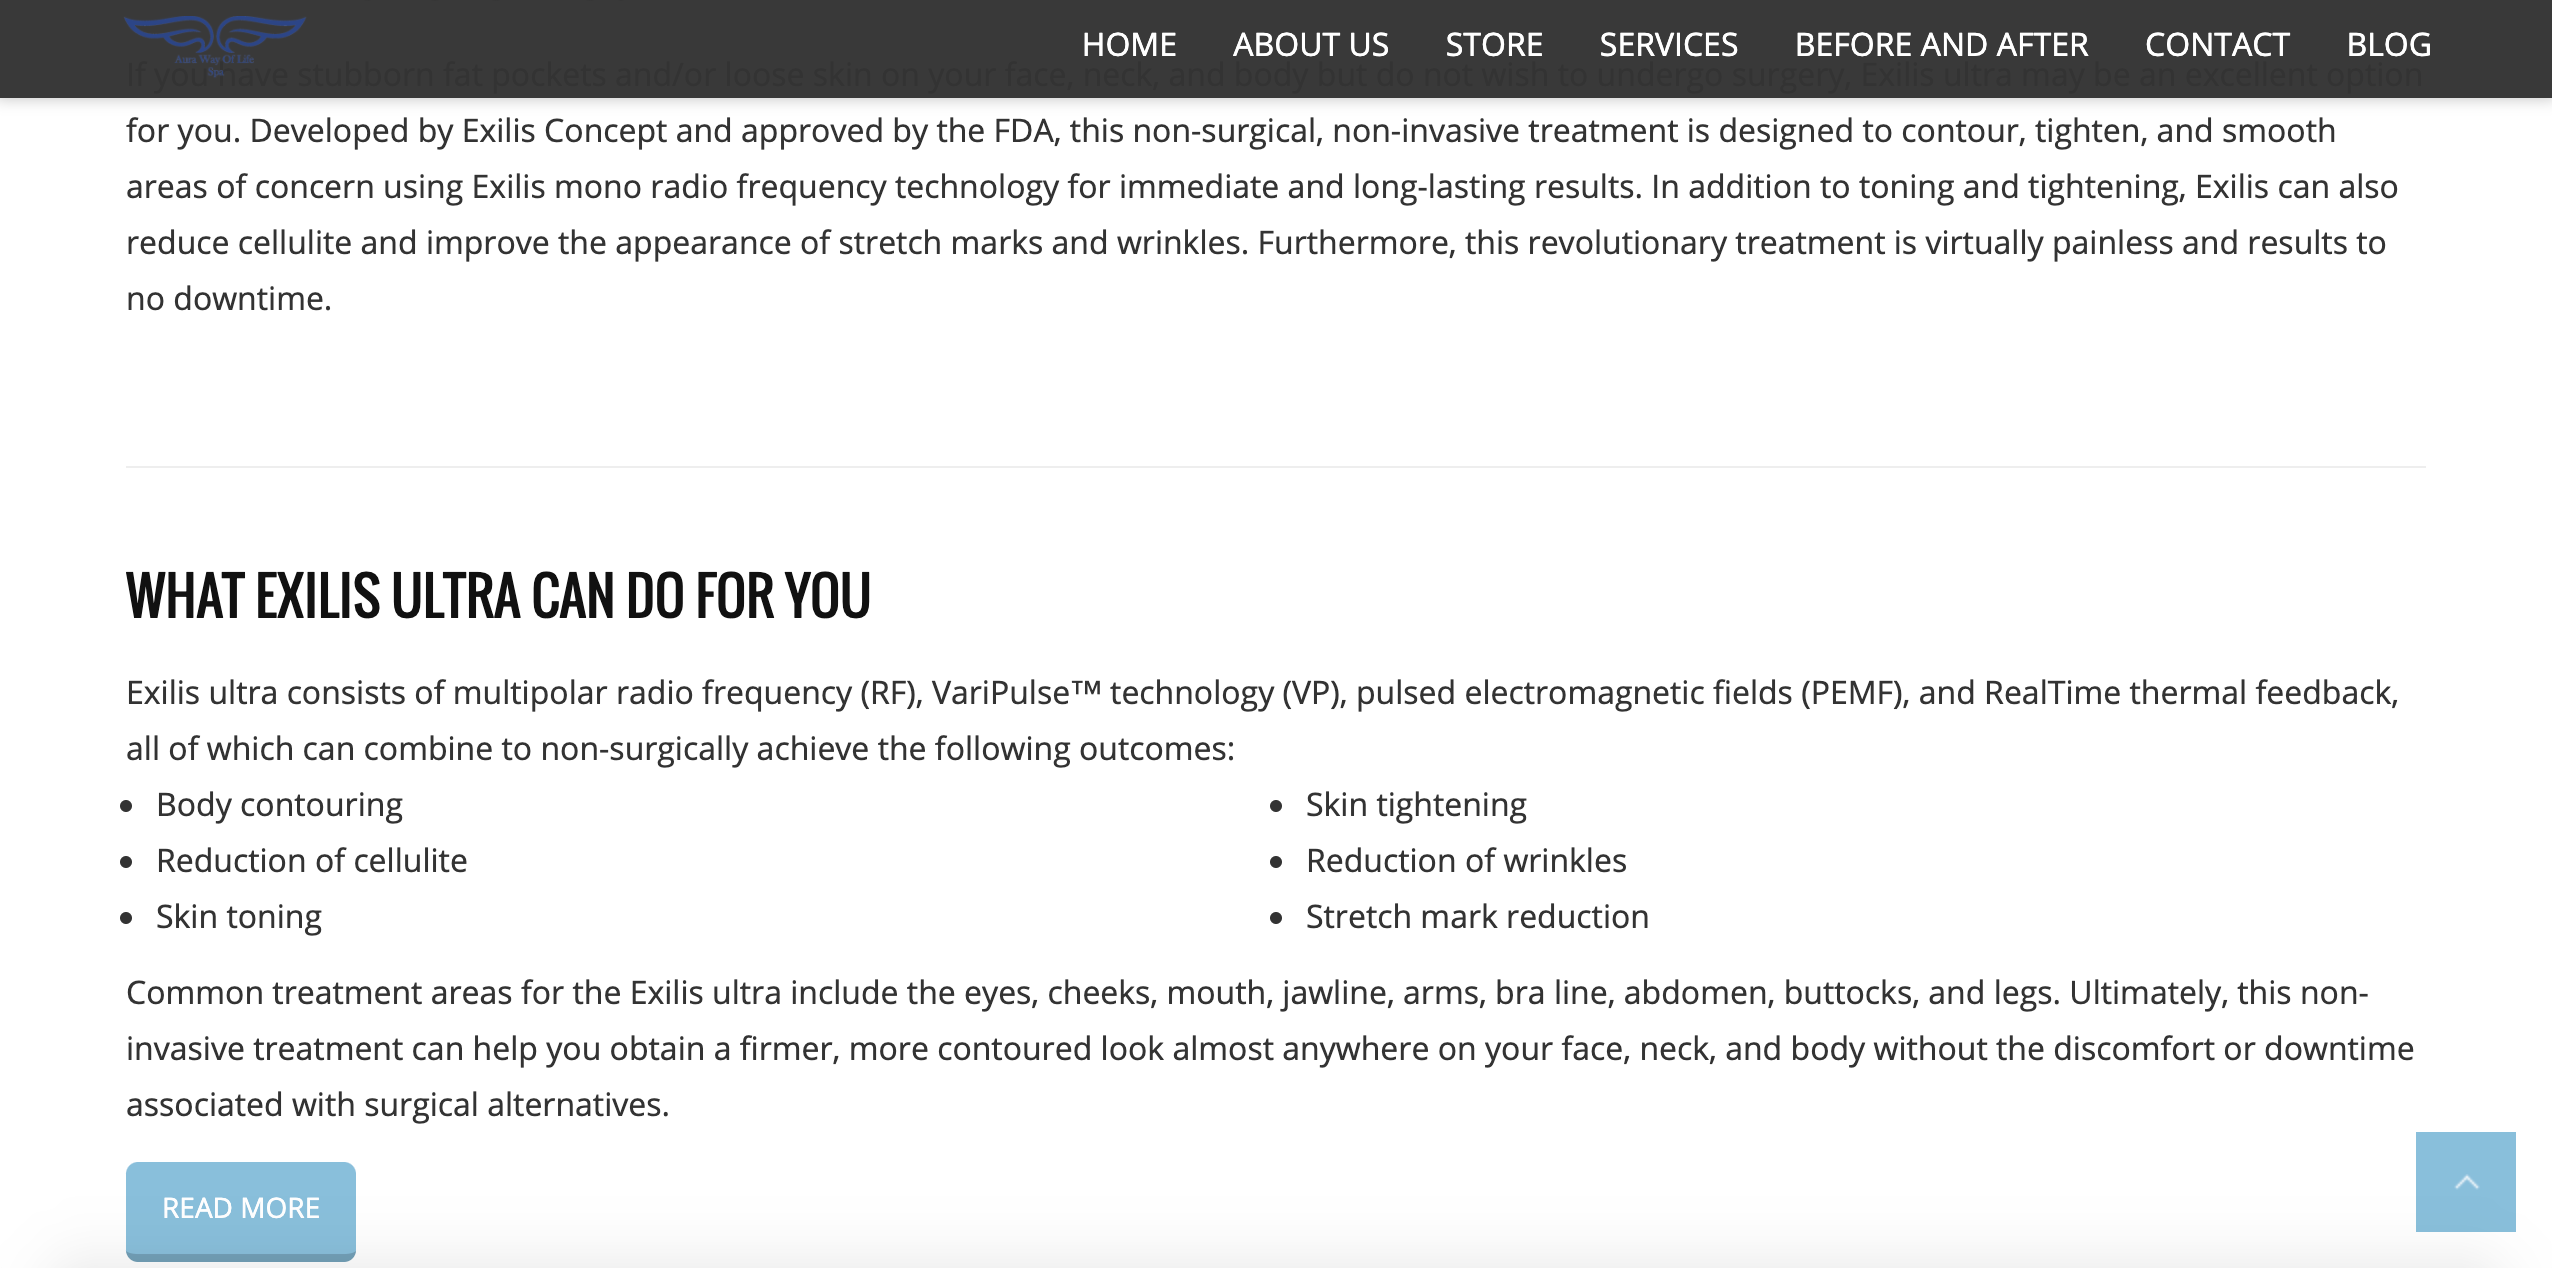 Aura Way Of Life
Spa
HOME ABOUT US STORE SERVICES BEFORE AND AFTER CONTACT BLOG
If you have stubborn fat pockets and/or loose skin on your face, neck, and body but do not wish to undergo surgery, Exilis ultra may be an excellent option
for you. Developed by Exilis Concept and approved by the FDA, this non-surgical, non-invasive treatment is designed to contour, tighten, and smooth
areas of concern using Exilis mono radio frequency technology for immediate and long-lasting results. In addition to toning and tightening, Exilis can also
reduce cellulite and improve the appearance of stretch marks and wrinkles. Furthermore, this revolutionary treatment is virtually painless and results to
no downtime.
WHAT EXILIS ULTRA CAN DO FOR YOU
Exilis ultra consists of multipolar radio frequency (RF), VariPulse™ technology (VP), pulsed electromagnetic fields (PEMF), and RealTime thermal feedback,
all of which can combine to non-surgically achieve the following outcomes:
• Body contouring
• Reduction of cellulite
• Skin toning
• Skin tightening
• Reduction of wrinkles
• Stretch mark reduction
Common treatment areas for the Exilis ultra include the eyes, cheeks, mouth, jawline, arms, bra line, abdomen, buttocks, and legs. Ultimately, this non-
invasive treatment can help you obtain a firmer, more contoured look almost anywhere on your face, neck, and body without the discomfort or downtime
associated with surgical alternatives.
READ MORE